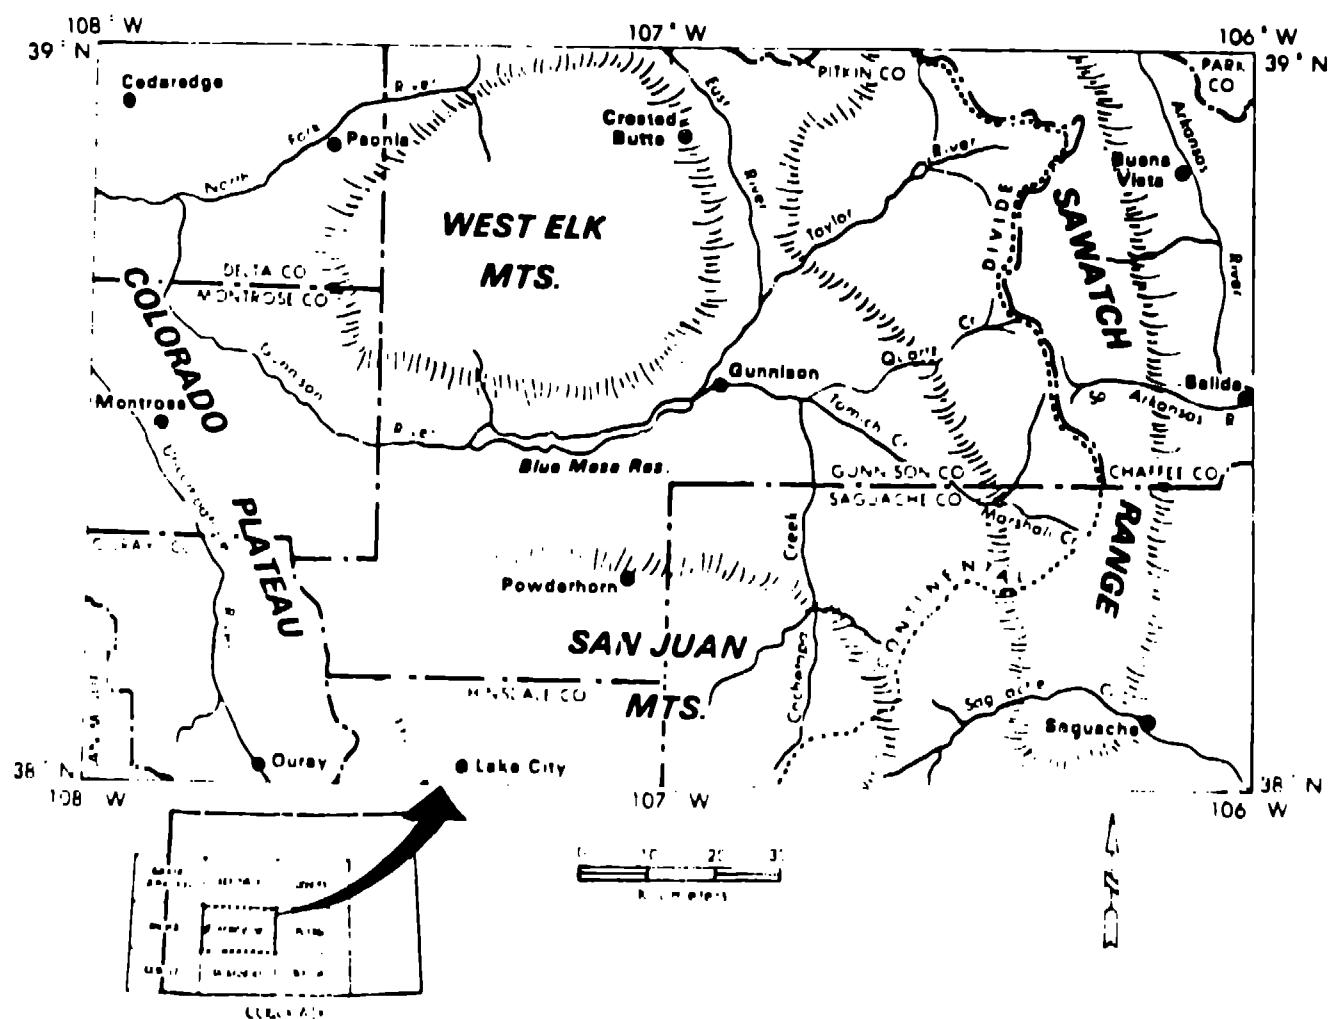 108° W
107° W
106° W
39° N
39° N
PITKIN CO
PARK
CO
Cedaredge
River
East
Crested
Butte
Fork
Paonia
River
Arkansas
Buena
Vista
North
River
WEST ELK
MTS.
Taylor
DIVIDE
SAWATCH
River
DELTA CO
MONTROSE CO
COLORADO
Cr
Quartz
Gunnison
Gunnison
Salida
Montrose
Tomichi Cr
So
Arkansas
R
River
Blue Mesa Res.
GUNNISON CO
SAGUACHE CO
CHAFFEE CO
PLATEAU
Creek
Marshall Cr
RANGE
Powderhorn
CONTINENTAL
SAN JUAN
MTS.
HINSDALE CO
Cochetopa
Saguache
Ouray
Lake City
38° N
38° N
108° W
107° W
106
W
10
Kilometers